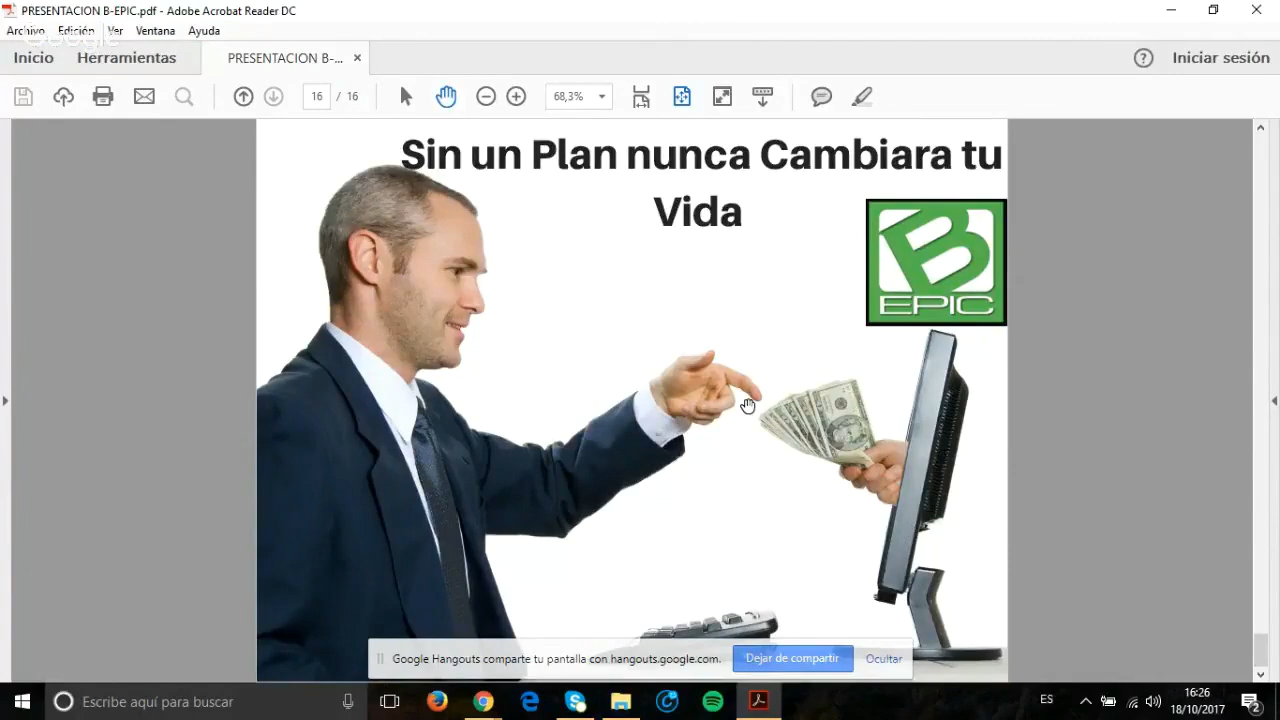 PRESENTACION B-EPIC.pdf - Adobe Acrobat Reader DC
Archivo Edición Ver Ventana Ayuda
Google
Inicio Herramientas PRESENTACION B-... × Iniciar sesión
16 / 16 68,3%
Sin un Plan nunca Cambiara tu
Vida
B
EPIC
Google Hangouts comparte tu pantalla con hangouts.google.com. Dejar de compartir Ocultar
Escribe aquí para buscar ES 16:26
18/10/2017 2